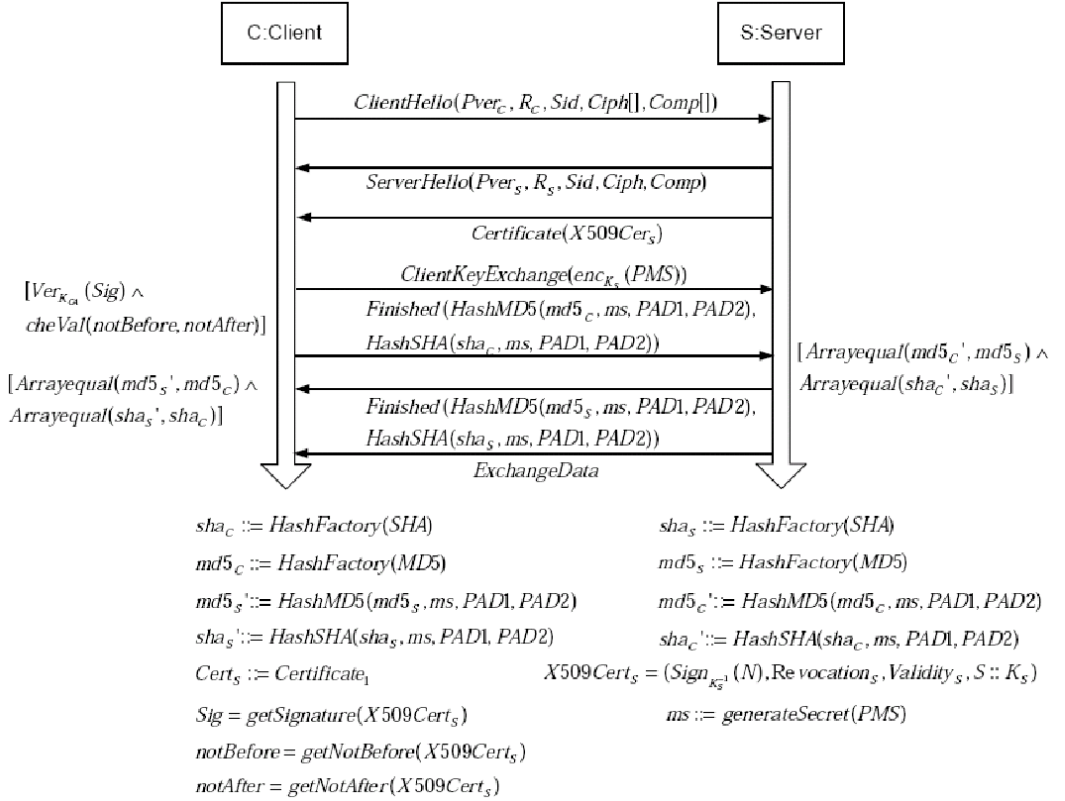 C:Client
S:Server
ClientHello(Pver_C, R_C, Sid, Ciph[], Comp[])
ServerHello(Pver_S, R_S, Sid, Ciph, Comp)
Certificate(X509Cer_S)
ClientKeyExchange(enc_{K_S}(PMS))
[Ver_{K_{CA}}(Sig) ∧
cheVal(notBefore, notAfter)]
Finished(HashMD5(md5_C, ms, PAD1, PAD2),
HashSHA(sha_C, ms, PAD1, PAD2))
[Arrayequal(md5_C', md5_S) ∧
Arrayequal(sha_C', sha_S)]
[Arrayequal(md5_S', md5_C) ∧
Arrayequal(sha_S', sha_C)]
Finished(HashMD5(md5_S, ms, PAD1, PAD2),
HashSHA(sha_S, ms, PAD1, PAD2))
ExchangeData
sha_C ::= HashFactory(SHA)
md5_C ::= HashFactory(MD5)
md5_S'::= HashMD5(md5_S, ms, PAD1, PAD2)
sha_S'::= HashSHA(sha_S, ms, PAD1, PAD2)
Cert_S ::= Certificate_1
Sig = getSignature(X509Cert_S)
notBefore = getNotBefore(X509Cert_S)
notAfter = getNotAfter(X509Cert_S)
sha_S ::= HashFactory(SHA)
md5_S ::= HashFactory(MD5)
md5_C'::= HashMD5(md5_C, ms, PAD1, PAD2)
sha_C'::= HashSHA(sha_C, ms, PAD1, PAD2)
X509Cert_S = (Sign_{K_S^{-1}}(N), Revocation_S, Validity_S, S :: K_S)
ms ::= generateSecret(PMS)